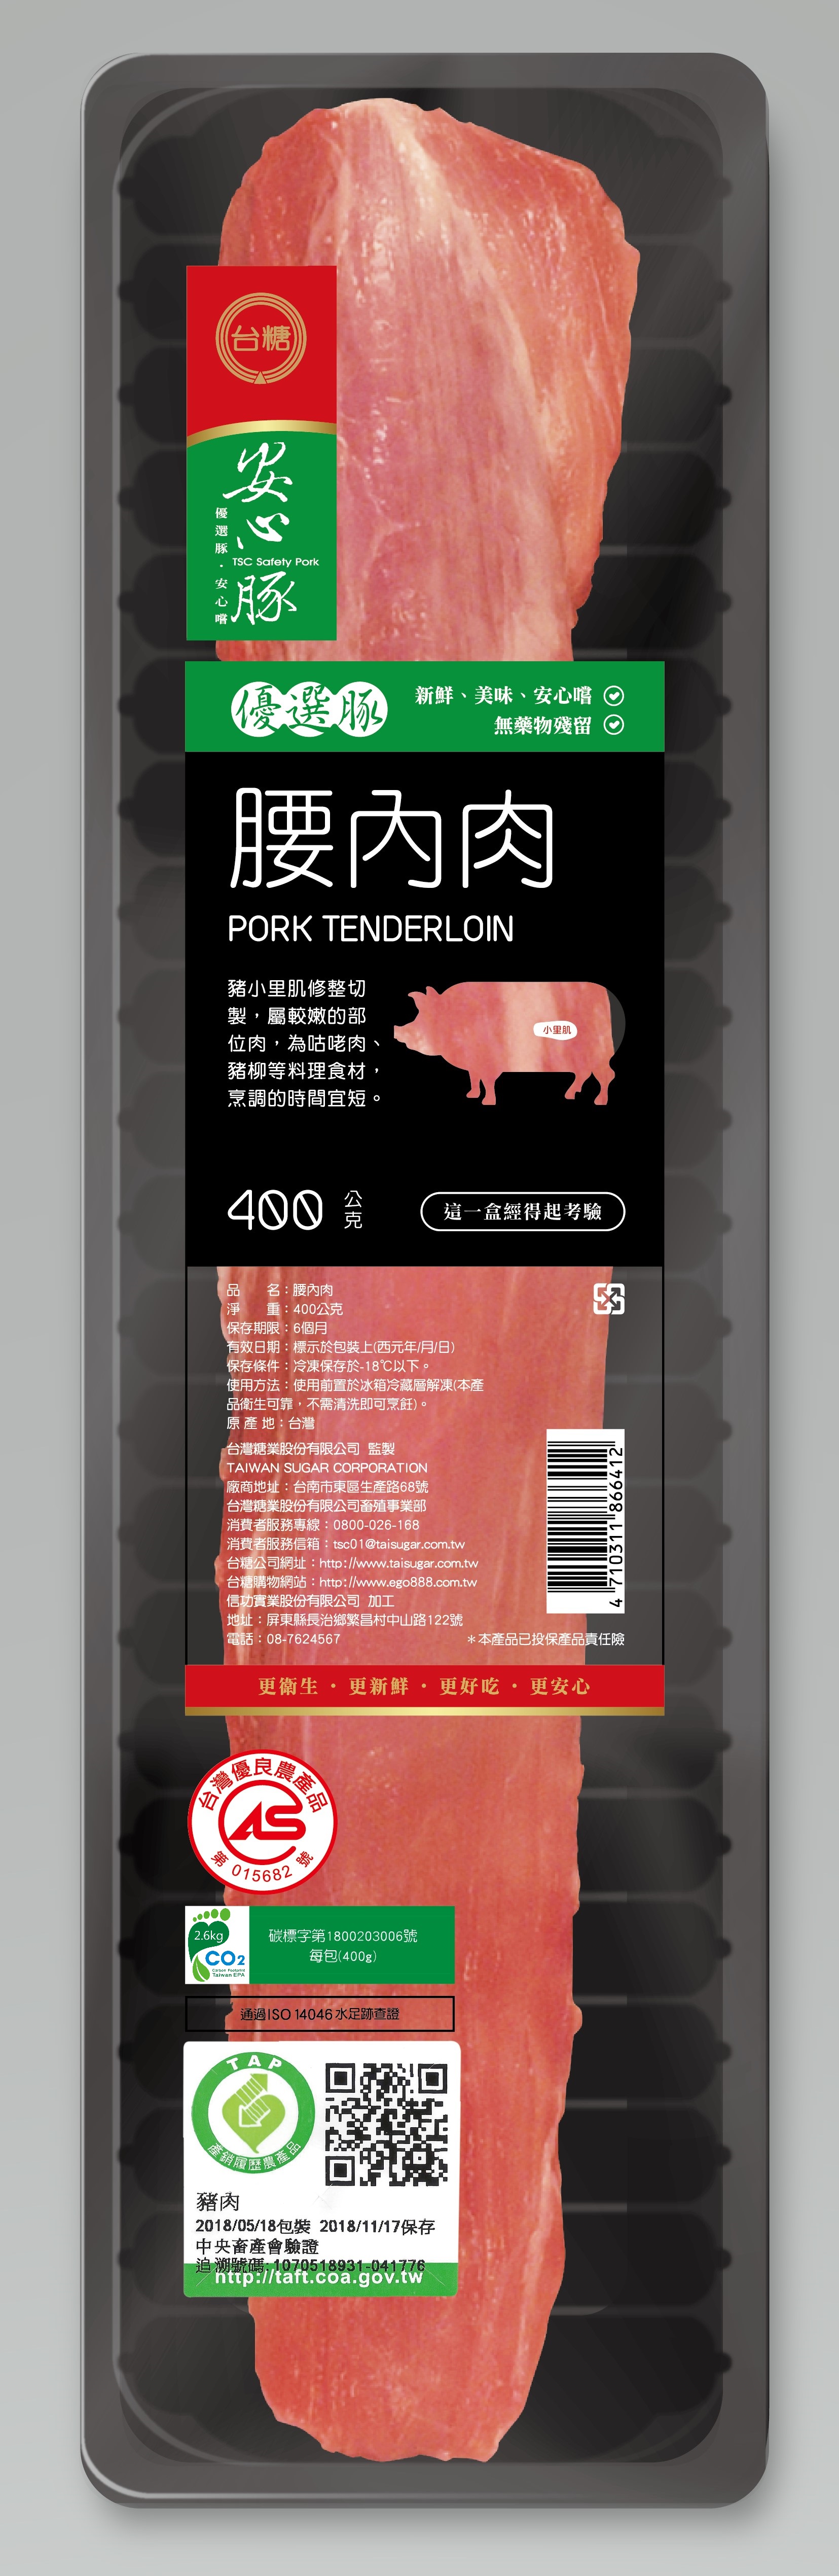 台糖
安心豚
優選豚・安心嚐
TSC Safety Pork
優選豚
新鮮、美味、安心嚐
無藥物殘留
腰內肉
PORK TENDERLOIN
豬小里肌修整切
製，屬較嫩的部
位肉，為咕咾肉、
豬柳等料理食材，
烹調的時間宜短。
小里肌
400 公克
這一盒經得起考驗
品　　名：腰內肉
淨　　重：400公克
保存期限：6個月
有效日期：標示於包裝上(西元年/月/日)
保存條件：冷凍保存於-18℃以下。
使用方法：使用前置於冰箱冷藏層解凍(本產
品衛生可靠，不需清洗即可烹飪)。
原 產 地：台灣
台灣糖業股份有限公司 監製
TAIWAN SUGAR CORPORATION
廠商地址：台南市東區生產路68號
台灣糖業股份有限公司畜殖事業部
消費者服務專線：0800-026-168
消費者服務信箱：tsc01@taisugar.com.tw
台糖公司網址：http://www.taisugar.com.tw
台糖購物網站：http://www.ego888.com.tw
信功實業股份有限公司 加工
地址：屏東縣長治鄉繁昌村中山路122號
電話：08-7624567
＊本產品已投保產品責任險
4 710311 866412
更衛生・更新鮮・更好吃・更安心
台灣優良農產品
CAS
第 015682 號
2.6kg
CO2
Carbon Footprint
Taiwan EPA
碳標字第1800203006號
每包(400g)
通過ISO 14046 水足跡查證
TAP
產銷履歷農產品
豬肉
2018/05/18包裝 2018/11/17保存
中央畜產會驗證
追溯號碼: 1070518931-041776
http://taft.coa.gov.tw